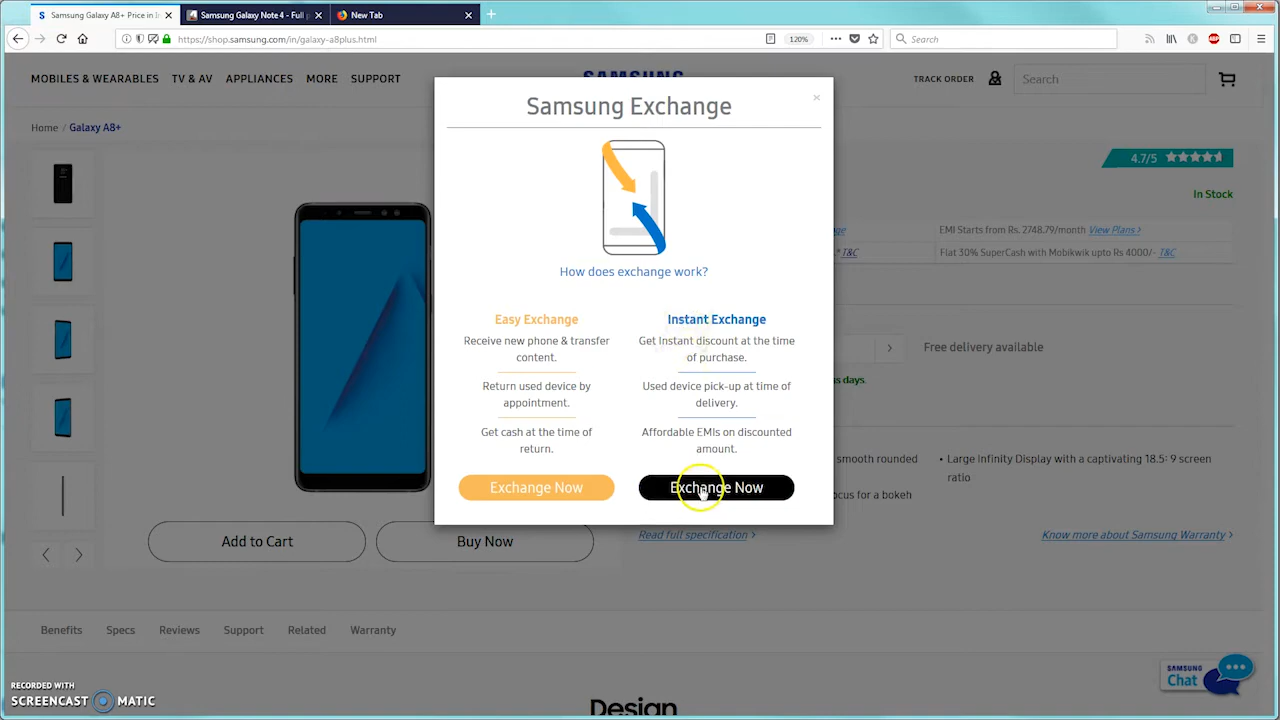 Samsung Galaxy A8+ Price in In
Samsung Galaxy Note 4 - Full p
New Tab
https://shop.samsung.com/in/galaxy-a8plus.html
120%
Search
MOBILES & WEARABLES TV & AV APPLIANCES MORE SUPPORT
SAMSUNG
TRACK ORDER
Search
Home / Galaxy A8+
Samsung Exchange
4.7/5
In Stock
EMI Starts from Rs. 2748.79/month View Plans >
T&C
Flat 30% SuperCash with Mobikwik upto Rs 4000/- T&C
How does exchange work?
Easy Exchange
Receive new phone & transfer
content.
Return used device by
appointment.
Get cash at the time of
return.
Exchange Now
Instant Exchange
Get Instant discount at the time
of purchase.
Used device pick-up at time of
delivery.
Affordable EMIs on discounted
amount.
Exchange Now
Free delivery available
ss days.
smooth rounded
ocus for a bokeh
• Large Infinity Display with a captivating 18.5: 9 screen
ratio
Add to Cart
Buy Now
Read full specification >
Know more about Samsung Warranty >
Benefits Specs Reviews Support Related Warranty
SAMSUNG
Chat
RECORDED WITH
SCREENCAST MATIC
Design